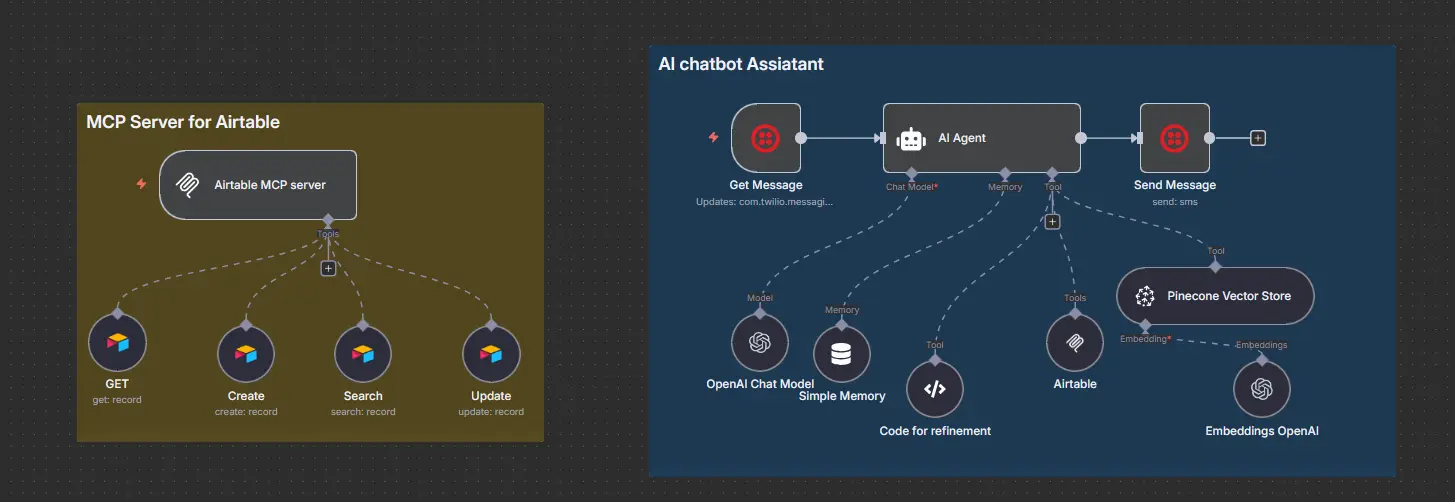 MCP Server for Airtable
Airtable MCP server
Tools
GET
get: record
Create
create: record
Search
search: record
Update
update: record
AI chatbot Assiatant
Get Message
Updates: com.twilio.messagi...
AI Agent
Chat Model*
Memory
Tool
Send Message
send: sms
Model
OpenAI Chat Model
Memory
Simple Memory
Tool
Code for refinement
Tools
Airtable
Tool
Pinecone Vector Store
Embedding*
Embeddings
Embeddings OpenAI